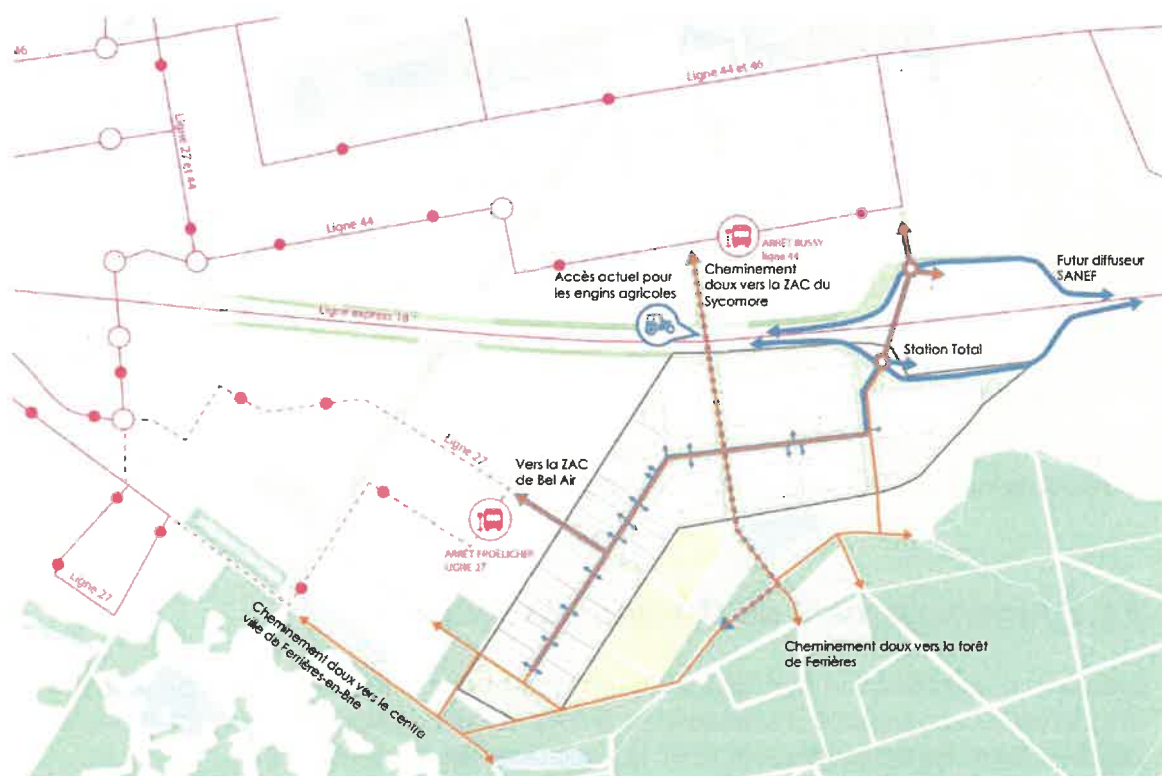 46
Ligne 44 et 46
Ligne 27 et 44
Ligne 44
ARRÊT BUSSY
ligne 44
Accès actuel pour
les engins agricoles
Cheminement
doux vers la ZAC du
Sycomore
Futur diffuseur
SANEF
Ligne express 18
Station Total
Ligne 27
Vers la ZAC
de Bel Air
ARRÊT FROËLICHER
LIGNE 27
Ligne 27
Cheminement doux vers le centre
ville de Ferrières-en-Brie
Cheminement doux vers la forêt
de Ferrières